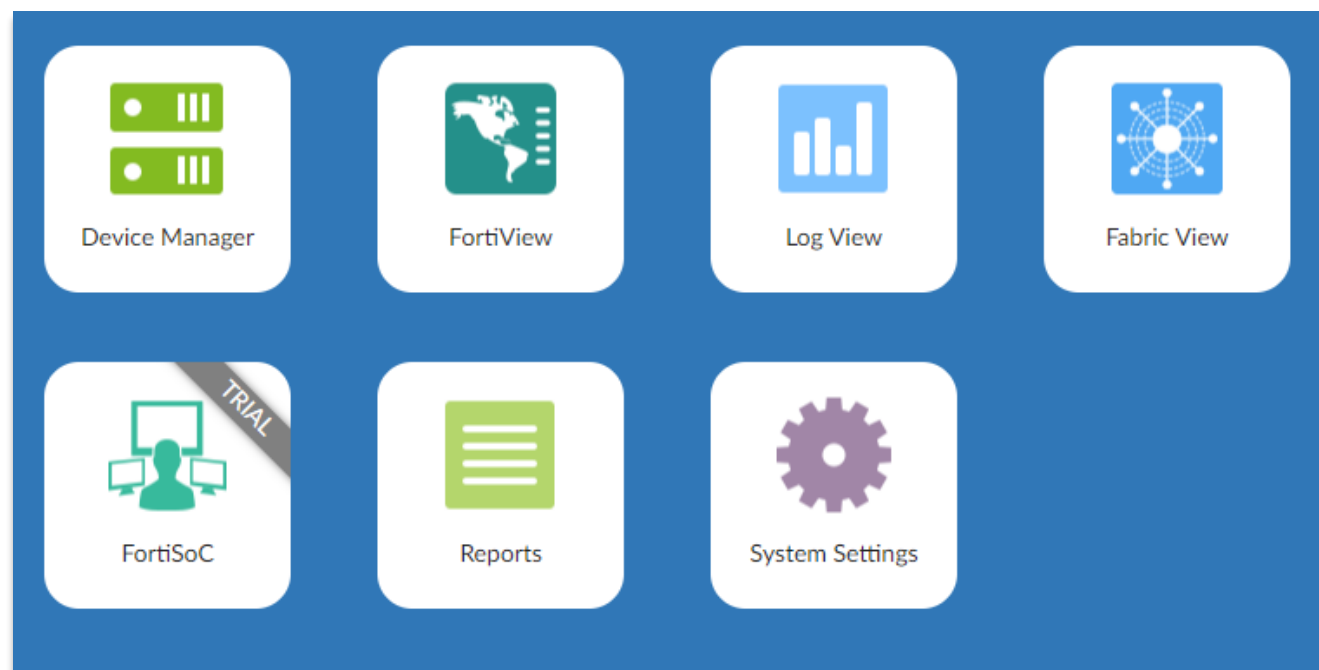 Device Manager
FortiView
Log View
Fabric View
TRIAL
FortiSoC
Reports
System Settings